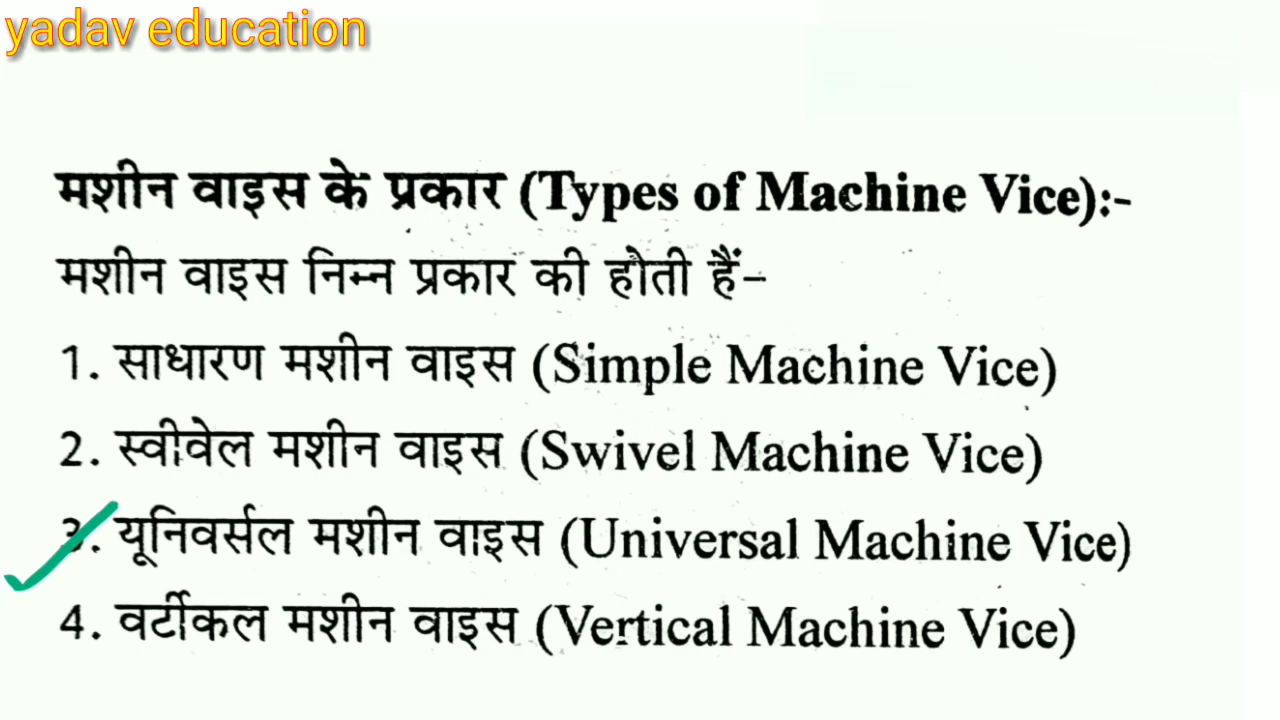 yadav education
मशीन वाइस के प्रकार (Types of Machine Vice):-
मशीन वाइस निम्न प्रकार की होती हैं–
1. साधारण मशीन वाइस (Simple Machine Vice)
2. स्वीवेल मशीन वाइस (Swivel Machine Vice)
3. यूनिवर्सल मशीन वाइस (Universal Machine Vice)
4. वर्टीकल मशीन वाइस (Vertical Machine Vice)